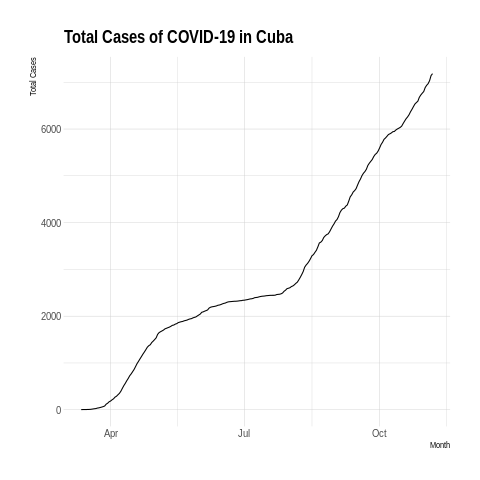 Total Cases of COVID-19 in Cuba
Total Cases
6000
4000
2000
0
Apr Jul Oct
Month